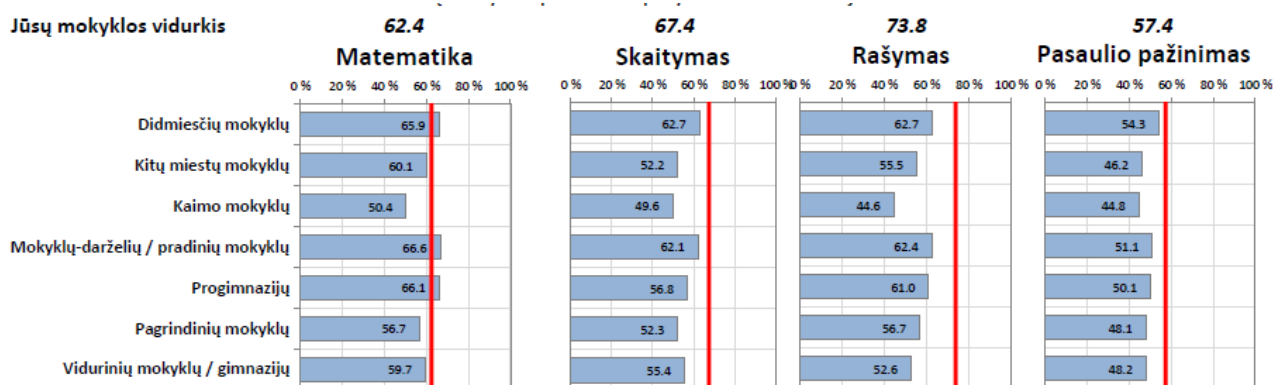 Jūsų mokyklos vidurkis 62.4 67.4 73.8 57.4
Matematika Skaitymas Rašymas Pasaulio pažinimas
0 % 20 % 40 % 60 % 80 % 100 % 0 % 20 % 40 % 60 % 80 % 100 % 0 % 20 % 40 % 60 % 80 % 100 % 0 % 20 % 40 % 60 % 80 % 100 %
Didmiesčių mokyklų 65.9 62.7 62.7 54.3
Kitų miestų mokyklų 60.1 52.2 55.5 46.2
Kaimo mokyklų 50.4 49.6 44.6 44.8
Mokyklų-darželių / pradinių mokyklų 66.6 62.1 62.4 51.1
Progimnazijų 66.1 56.8 61.0 50.1
Pagrindinių mokyklų 56.7 52.3 56.7 48.1
Vidurinių mokyklų / gimnazijų 59.7 55.4 52.6 48.2